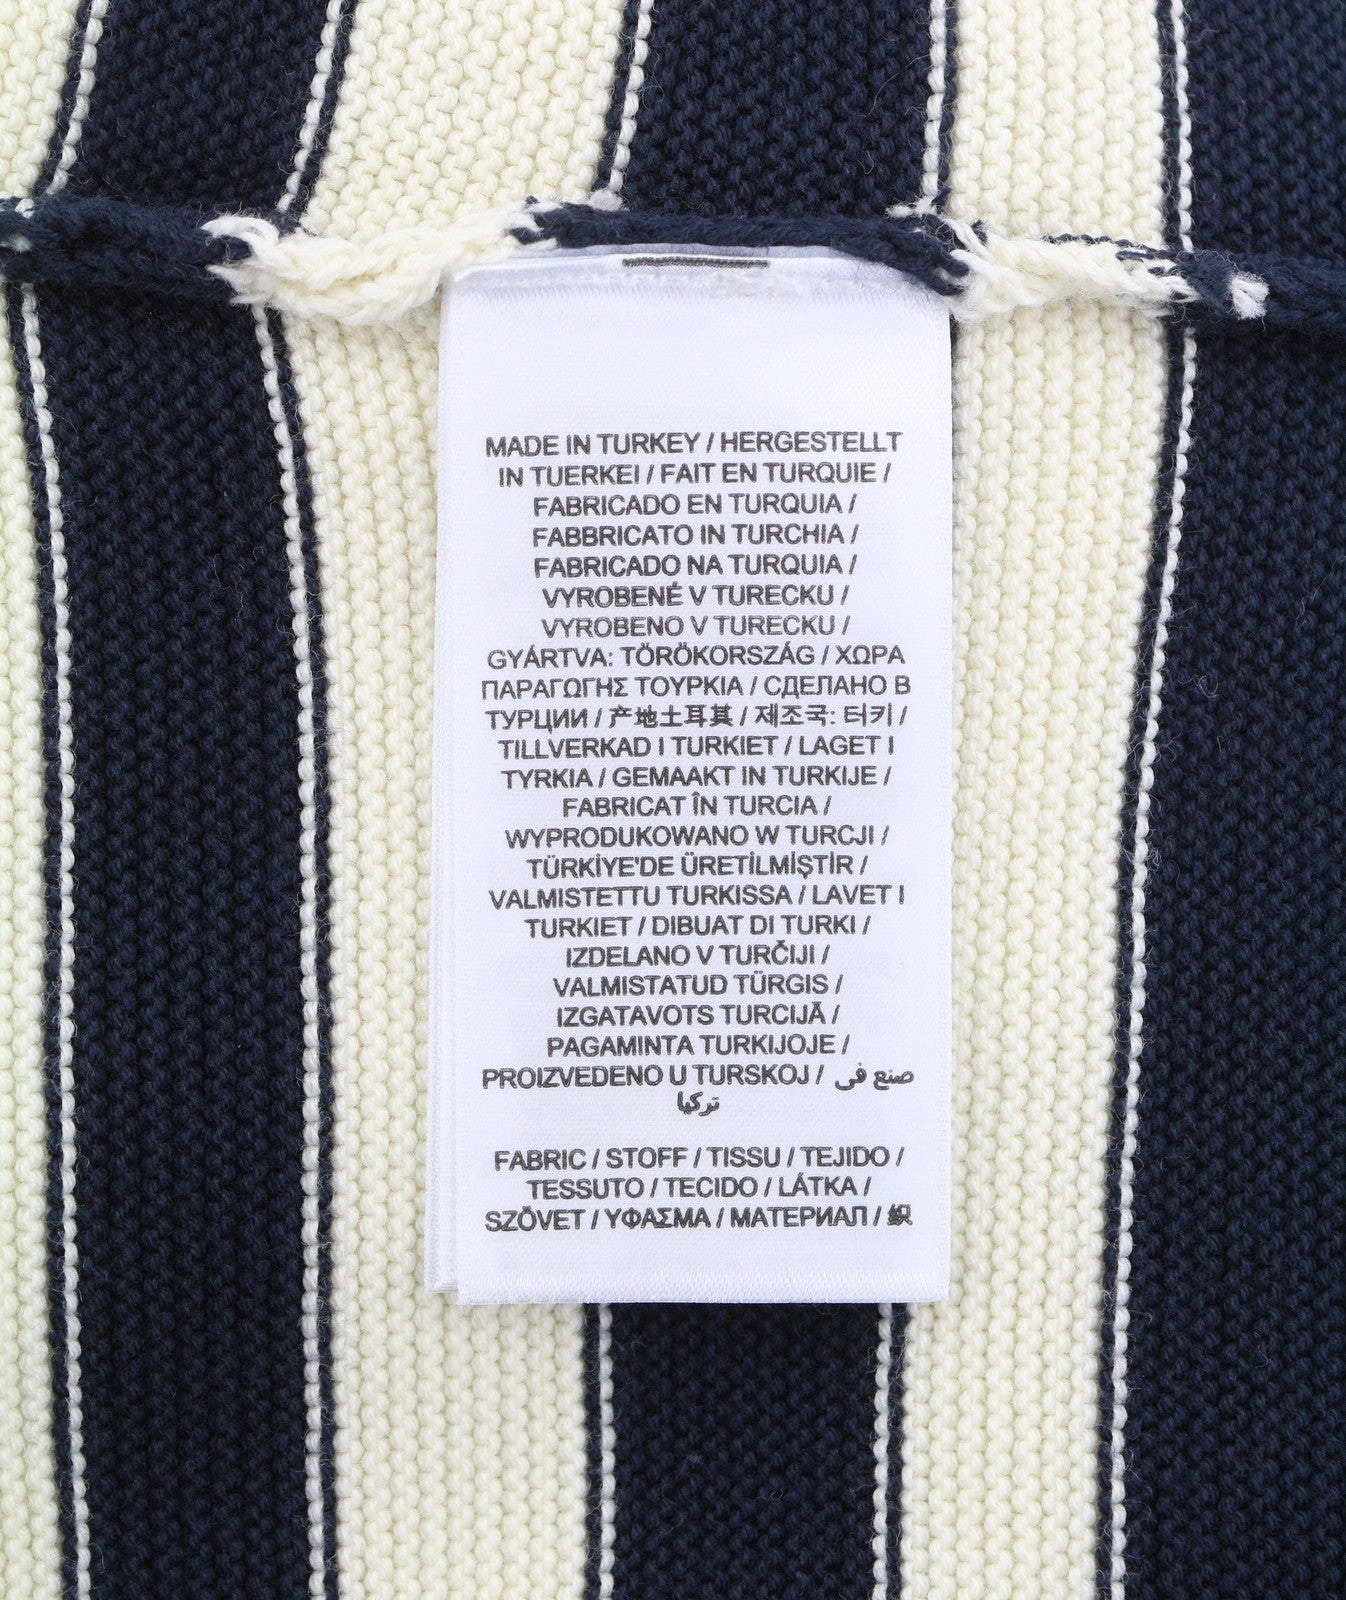 MADE IN TURKEY / HERGESTELLT
IN TUERKEI / FAIT EN TURQUIE /
FABRICADO EN TURQUIA /
FABBRICATO IN TURCHIA /
FABRICADO NA TURQUIA /
VYROBENÉ V TURECKU /
VYROBENO V TURECKU /
GYÁRTVA: TÖRÖKORSZÁG / ΧΩΡΑ
ΠΑΡΑΓΩΓΗΣ ΤΟΥΡΚΙΑ / СДЕЛАНО В
ТУРЦИИ / 产地土耳其 / 제조국: 터키 /
TILLVERKAD I TURKIET / LAGET I
TYRKIA / GEMAAKT IN TURKIJE /
FABRICAT ÎN TURCIA /
WYPRODUKOWANO W TURCJI /
TÜRKİYE'DE ÜRETİLMİŞTİR /
VALMISTETTU TURKISSA / LAVET I
TURKIET / DIBUAT DI TURKI /
IZDELANO V TURČIJI /
VALMISTATUD TÜRGIS /
IZGATAVOTS TURCIJĀ /
PAGAMINTA TURKIJOJE /
PROIZVEDENO U TURSKOJ / صنع في
تركيا
FABRIC / STOFF / TISSU / TEJIDO /
TESSUTO / TECIDO / LÁTKA /
SZÖVET / ΥΦΑΣΜΑ / МАТЕРИАЛ / 织